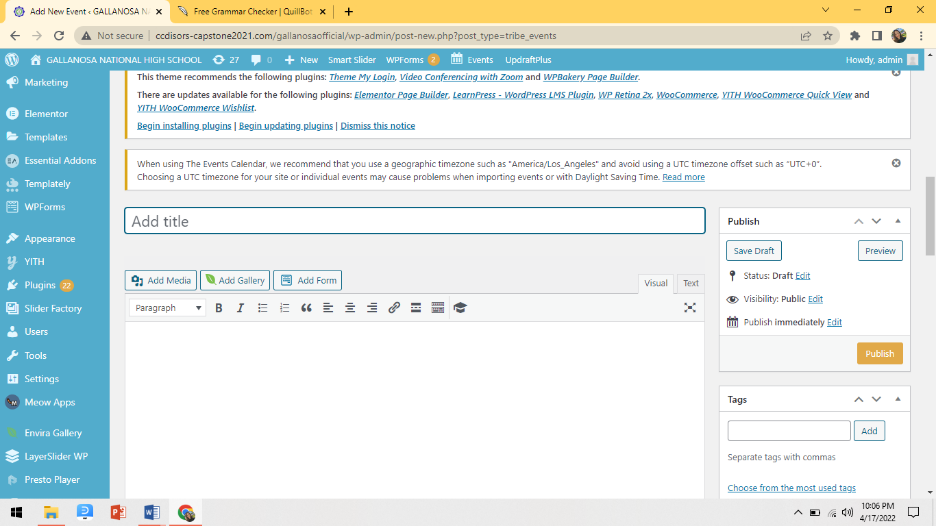 Add New Event ‹ GALLANOSA N
Free Grammar Checker | QuillBot
Not secure | ccdisors-capstone2021.com/gallanosaofficial/wp-admin/post-new.php?post_type=tribe_events
GALLANOSA NATIONAL HIGH SCHOOL 27 0 + New Smart Slider WPForms 2 Events UpdraftPlus Howdy, admin
Marketing
Elementor
Templates
Essential Addons
Templately
WPForms
Appearance
YITH
Plugins 22
Slider Factory
Users
Tools
Settings
Meow Apps
Envira Gallery
LayerSlider WP
Presto Player
This theme recommends the following plugins: Theme My Login, Video Conferencing with Zoom and WPBakery Page Builder.
There are updates available for the following plugins: Elementor Page Builder, LearnPress - WordPress LMS Plugin, WP Retina 2x, WooCommerce, YITH WooCommerce Quick View and
YITH WooCommerce Wishlist.
Begin installing plugins | Begin updating plugins | Dismiss this notice
When using The Events Calendar, we recommend that you use a geographic timezone such as "America/Los_Angeles" and avoid using a UTC timezone offset such as "UTC+0".
Choosing a UTC timezone for your site or individual events may cause problems when importing events or with Daylight Saving Time. Read more
Add title
Add Media Add Gallery Add Form
Visual Text
Paragraph B I
Publish
Save Draft Preview
Status: Draft Edit
Visibility: Public Edit
Publish immediately Edit
Publish
Tags
Add
Separate tags with commas
Choose from the most used tags
10:06 PM
4/17/2022